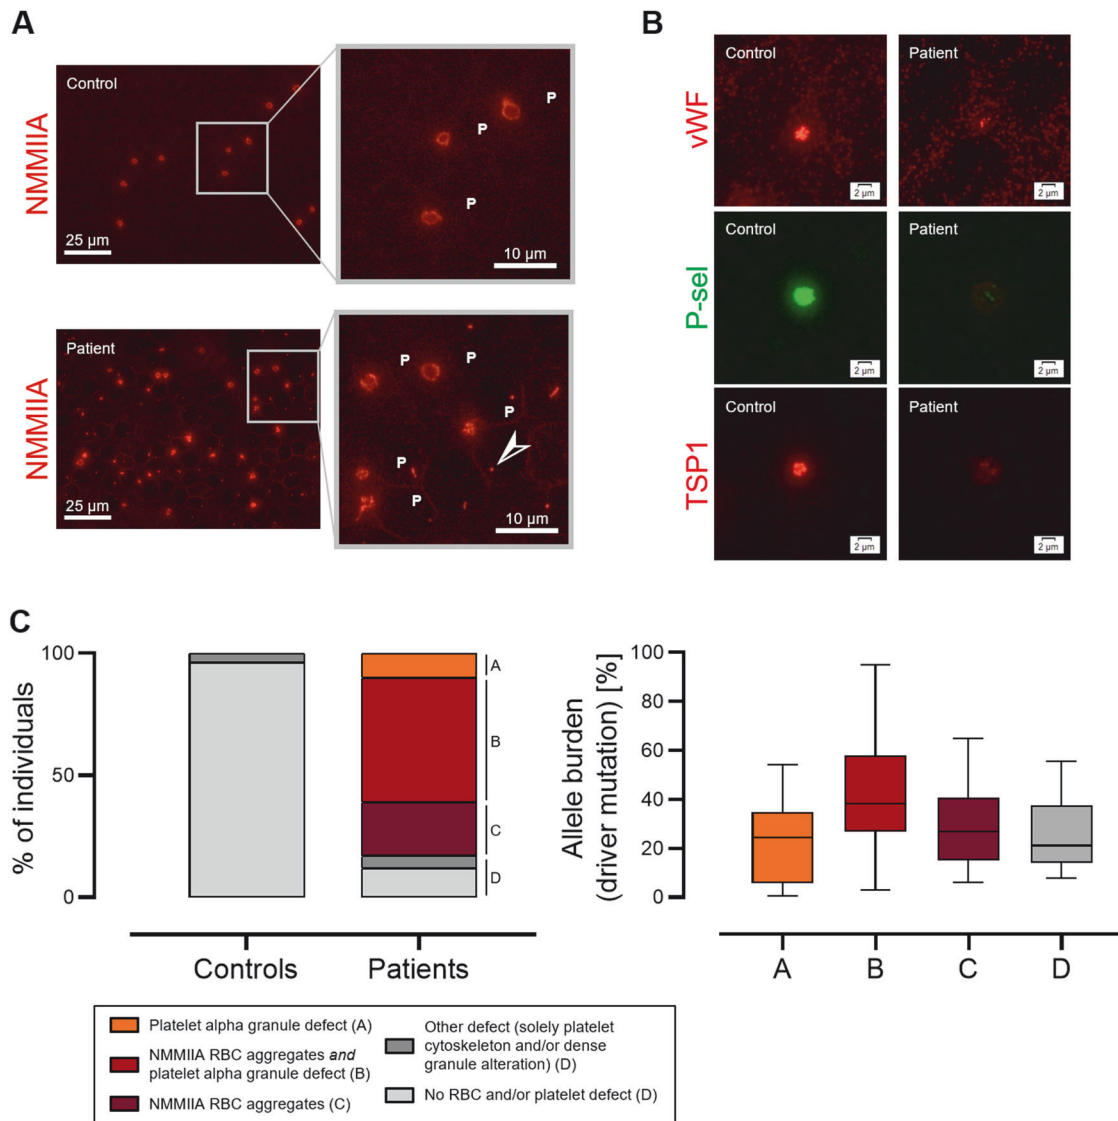 A
Control
NMMIIA
25 µm
P
P
P
10 µm
Patient
NMMIIA
25 µm
P
P
P
P
P
10 µm
B
vWF
Control
2 µm
Patient
2 µm
P-sel
Control
2 µm
Patient
2 µm
TSP1
Control
2 µm
Patient
2 µm
C
% of individuals
100
50
0
A
B
C
D
Controls
Patients
Allele burden
(driver mutation) [%]
100
80
60
40
20
0
A
B
C
D
Platelet alpha granule defect (A)
NMMIIA RBC aggregates and
platelet alpha granule defect (B)
NMMIIA RBC aggregates (C)
Other defect (solely platelet
cytoskeleton and/or dense
granule alteration) (D)
No RBC and/or platelet defect (D)